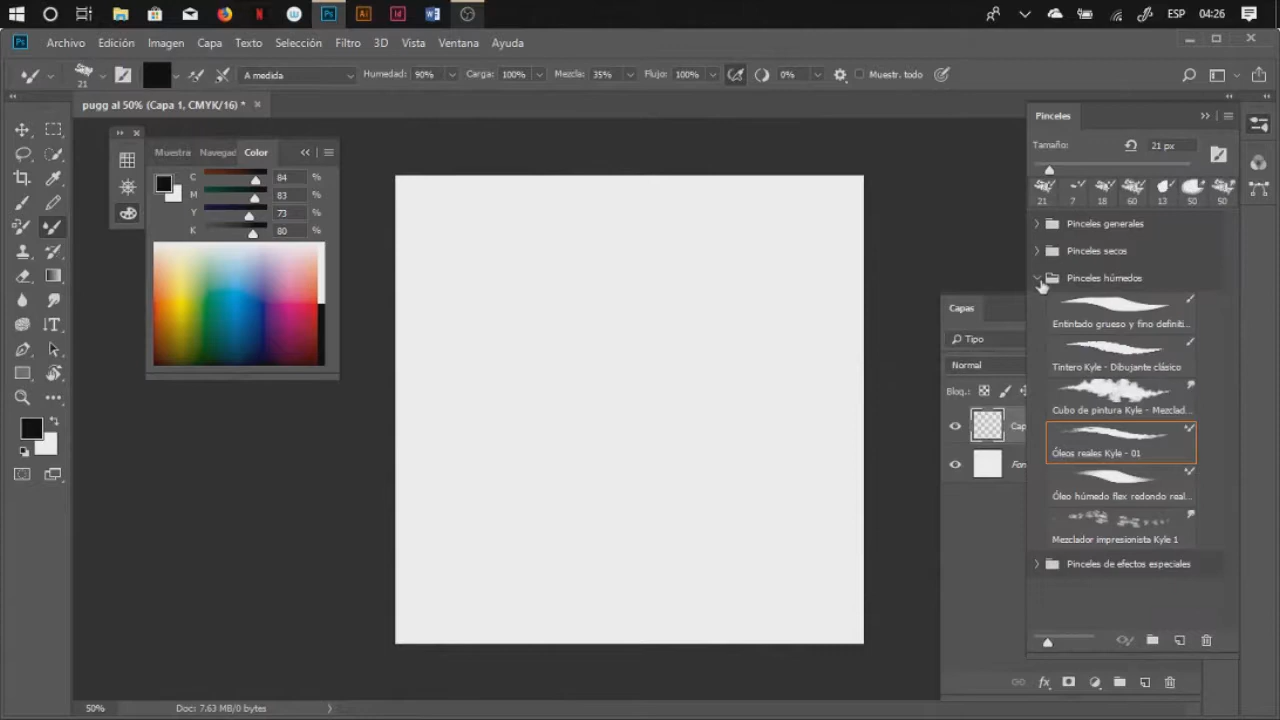 ESP 04:26
Ps Archivo Edición Imagen Capa Texto Selección Filtro 3D Vista Ventana Ayuda
21 A medida Humedad: 90% Carga: 100% Mezcla: 35% Flujo: 100% 0% Muestr. todo
pugg al 50% (Capa 1, CMYK/16) *
Muestra Navegad Color
C 84 %
M 83 %
Y 73 %
K 80 %
Pinceles
Tamaño: 21 px
21 7 18 60 13 50 50
Pinceles generales
Pinceles secos
Pinceles húmedos
Entintado grueso y fino definiti...
Tintero Kyle - Dibujante clásico
Cubo de pintura Kyle - Mezclad...
Óleos reales Kyle - 01
Óleo húmedo flex redondo real...
Mezclador impresionista Kyle 1
Pinceles de efectos especiales
Capas
Tipo
Normal
Bloq.:
Cap
Fon
fx
50% Doc: 7.63 MB/0 bytes